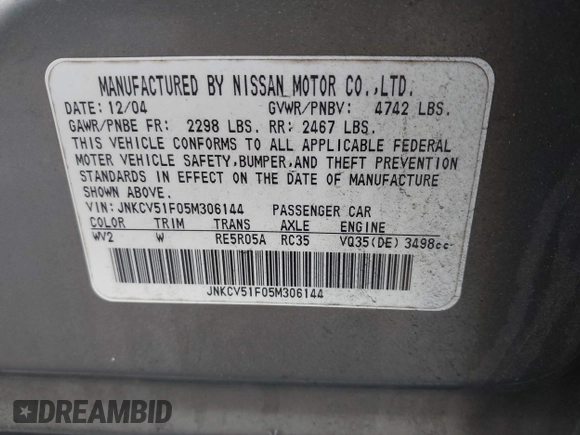 MANUFACTURED BY NISSAN MOTOR CO.,LTD.
DATE: 12/04 GVWR/PNBV: 4742 LBS.
GAWR/PNBE FR: 2298 LBS. RR: 2467 LBS.
THIS VEHICLE CONFORMS TO ALL APPLICABLE FEDERAL
MOTOR VEHICLE SAFETY,BUMPER,AND THEFT PREVENTION
STANDARDS IN EFFECT ON THE DATE OF MANUFACTURE
SHOWN ABOVE.
VIN: JNKCV51F05M306144 PASSENGER CAR
COLOR TRIM TRANS AXLE ENGINE
WV2 W RE5R05A RC35 VQ35(DE) 3498cc
JNKCV51F05M306144
DREAMBID